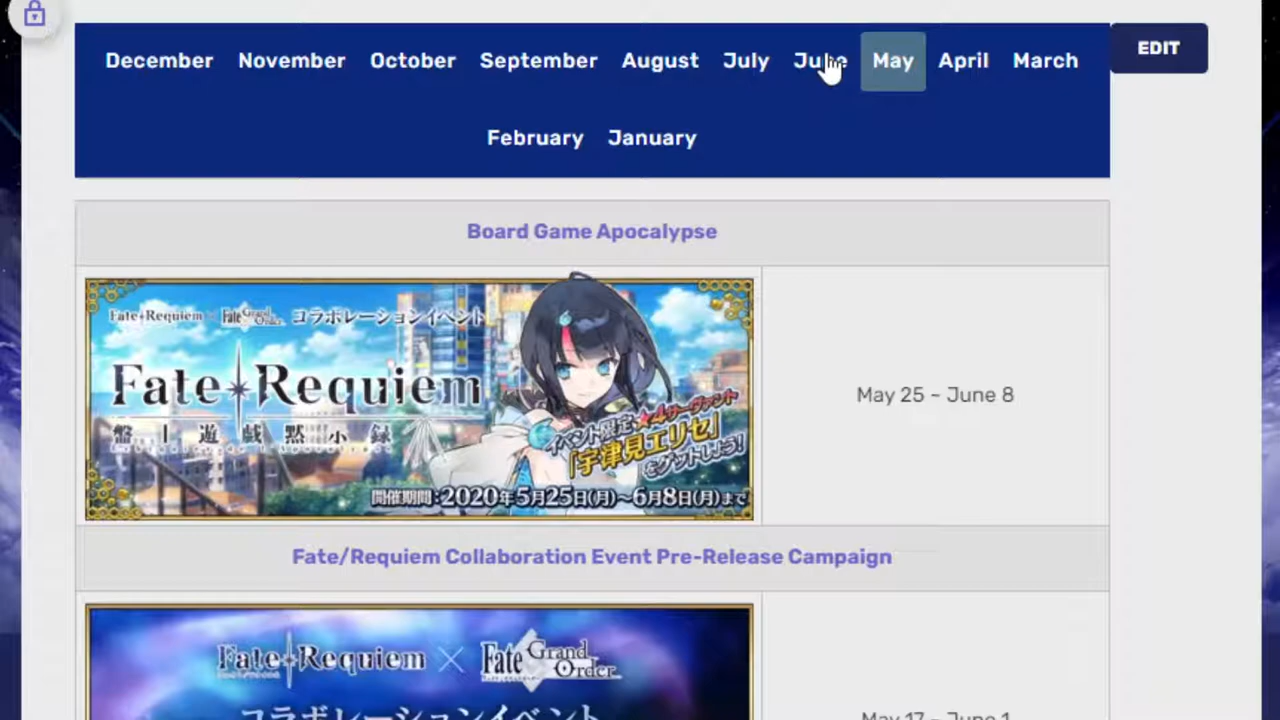 December November October September August July June May April March
EDIT
February January
Board Game Apocalypse
Fate/Requiem Fate Grand Order コラボレーションイベント
Fate Requiem
イベント限定★4サーヴァント
盤上遊戯黙示録
「宇津見エリセ」
をゲットしよう!
開催期間:2020年5月25日(月)~6月8日(月)まで
May 25 ~ June 8
Fate/Requiem Collaboration Event Pre-Release Campaign
Fate Requiem × Fate Grand Order
コラボレーションイベント
May 17 ~ June 1